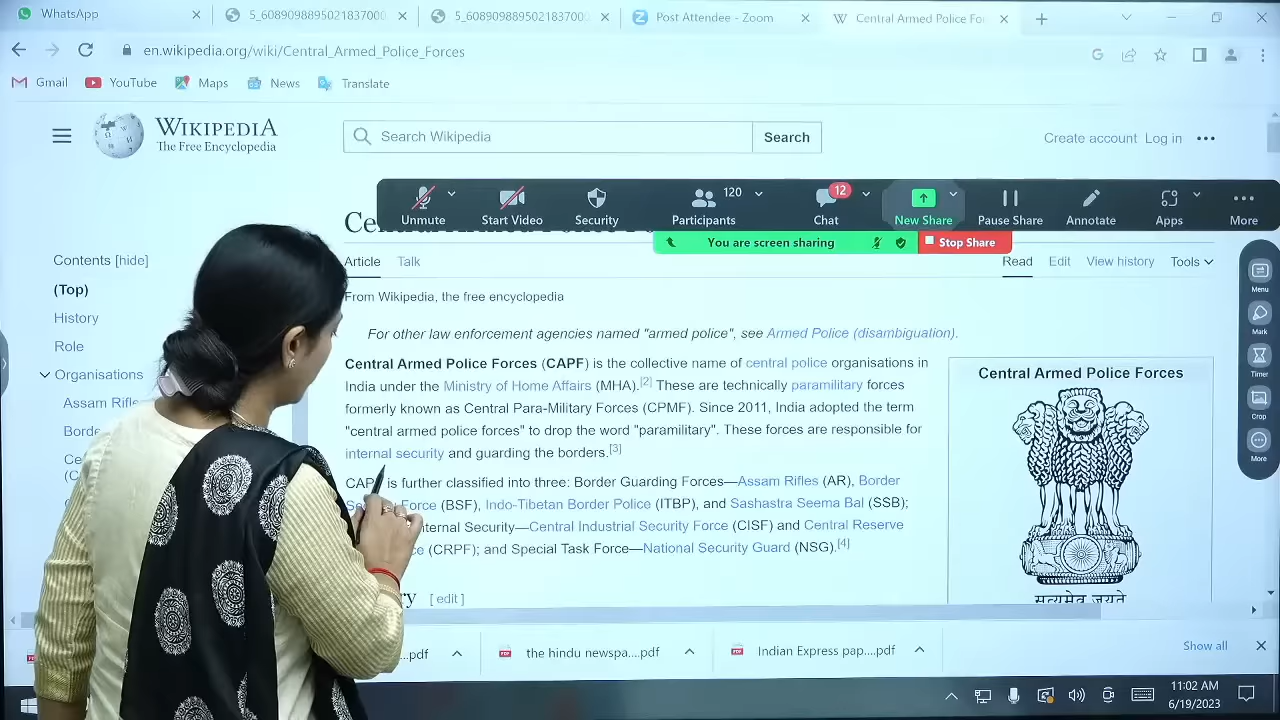 WhatsApp
5_6089098895021837000
5_6089098895021837000
Post Attendee - Zoom
Central Armed Police Fo
en.wikipedia.org/wiki/Central_Armed_Police_Forces
Gmail
YouTube
Maps
News
Translate
WIKIPEDIA
The Free Encyclopedia
Search Wikipedia
Search
Create account
Log in
120
12
Unmute
Start Video
Security
Participants
Chat
New Share
Pause Share
Annotate
Apps
More
You are screen sharing
Stop Share
Contents [hide]
(Top)
History
Role
Organisations
Assam Rifle
Borde
Ce
Article
Talk
Read
Edit
View history
Tools
From Wikipedia, the free encyclopedia
For other law enforcement agencies named "armed police", see Armed Police (disambiguation).
Central Armed Police Forces (CAPF) is the collective name of central police organisations in
India under the Ministry of Home Affairs (MHA).[2] These are technically paramilitary forces
formerly known as Central Para-Military Forces (CPMF). Since 2011, India adopted the term
"central armed police forces" to drop the word "paramilitary". These forces are responsible for
internal security and guarding the borders.[3]
CAPF is further classified into three: Border Guarding Forces—Assam Rifles (AR), Border
Force (BSF), Indo-Tibetan Border Police (ITBP), and Sashastra Seema Bal (SSB);
nternal Security—Central Industrial Security Force (CISF) and Central Reserve
ce (CRPF); and Special Task Force—National Security Guard (NSG).[4]
ry [ edit ]
Central Armed Police Forces
सत्यमेव जयते
Menu
Mark
Timer
Crop
More
.pdf
the hindu newspa....pdf
Indian Express pap....pdf
Show all
11:02 AM
6/19/2023